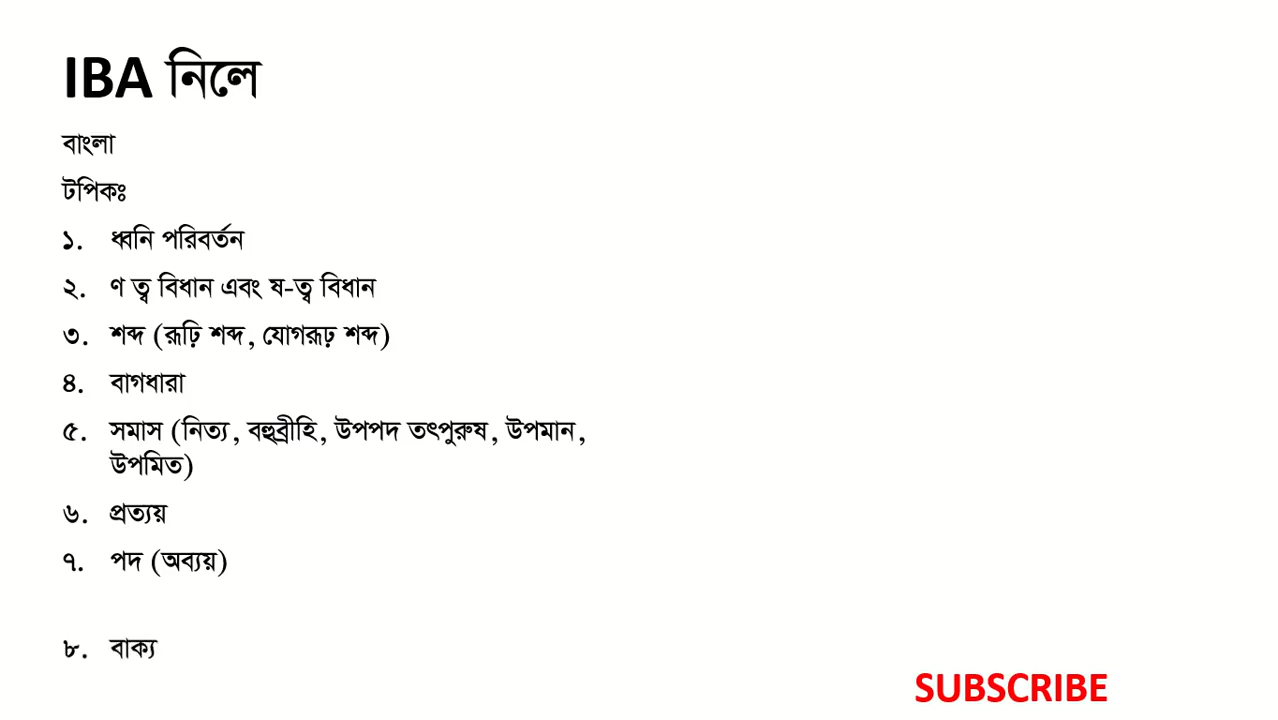 IBA নিলে
বাংলা
টপিকঃ
১. ধ্বনি পরিবর্তন
২. ণ ত্ব বিধান এবং ষ-ত্ব বিধান
৩. শব্দ (রূঢ়ি শব্দ, যোগরূঢ় শব্দ)
৪. বাগধারা
৫. সমাস (নিত্য, বহুব্রীহি, উপপদ তৎপুরুষ, উপমান,
উপমিত)
৬. প্রত্যয়
৭. পদ (অব্যয়)
৮. বাক্য
SUBSCRIBE